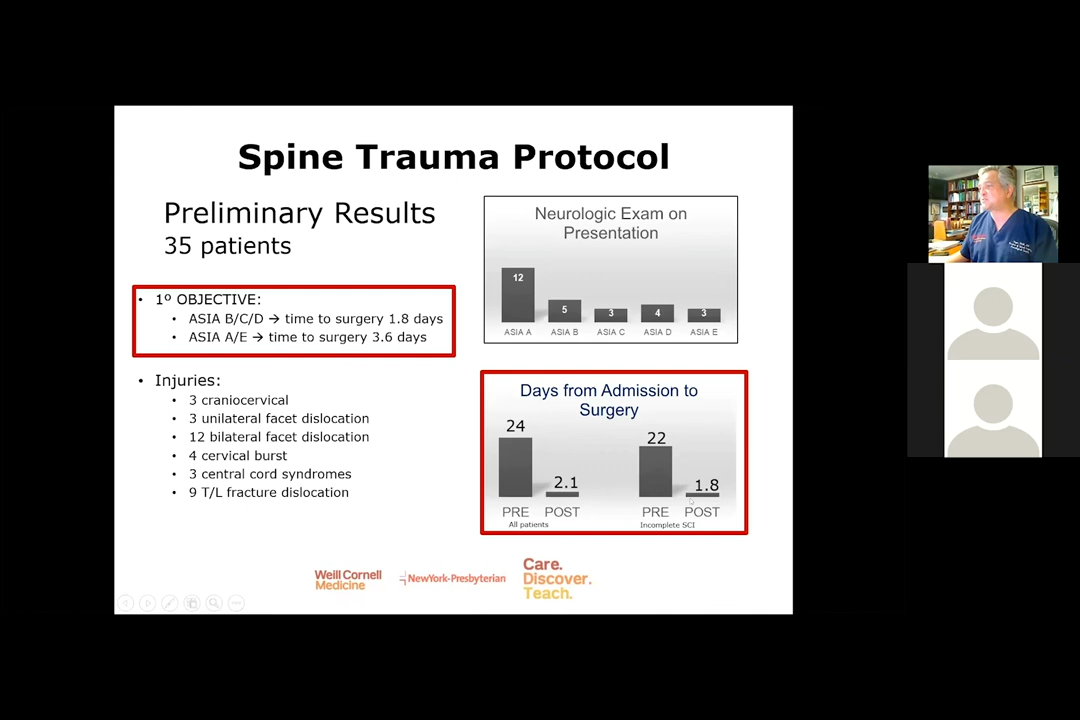 Spine Trauma Protocol
Preliminary Results
35 patients
• 1º OBJECTIVE:
• ASIA B/C/D → time to surgery 1.8 days
• ASIA A/E → time to surgery 3.6 days
• Injuries:
• 3 craniocervical
• 3 unilateral facet dislocation
• 12 bilateral facet dislocation
• 4 cervical burst
• 3 central cord syndromes
• 9 T/L fracture dislocation
Neurologic Exam on
Presentation
12 5 3 4 3
ASIA A ASIA B ASIA C ASIA D ASIA E
Days from Admission to
Surgery
24 2.1 22 1.8
PRE POST PRE POST
All patients Incomplete SCI
Weill Cornell
Medicine
NewYork-Presbyterian
Care.
Discover.
Teach.